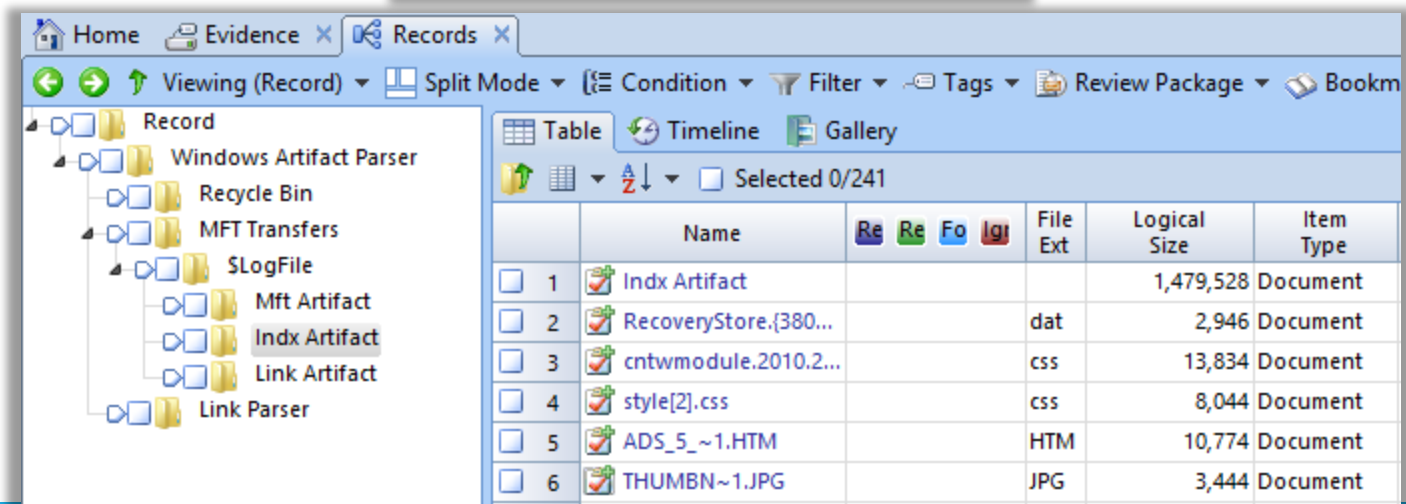 Home Evidence Records
Viewing (Record) Split Mode Condition Filter Tags Review Package Bookm
Record
Windows Artifact Parser
Recycle Bin
MFT Transfers
$LogFile
Mft Artifact
Indx Artifact
Link Artifact
Link Parser
Table Timeline Gallery
Selected 0/241
Name Re Re Fo Igr File Ext Logical Size Item Type
1 Indx Artifact 1,479,528 Document
2 RecoveryStore.{380... dat 2,946 Document
3 cntwmodule.2010.2... css 13,834 Document
4 style[2].css css 8,044 Document
5 ADS_5_~1.HTM HTM 10,774 Document
6 THUMBN~1.JPG JPG 3,444 Document